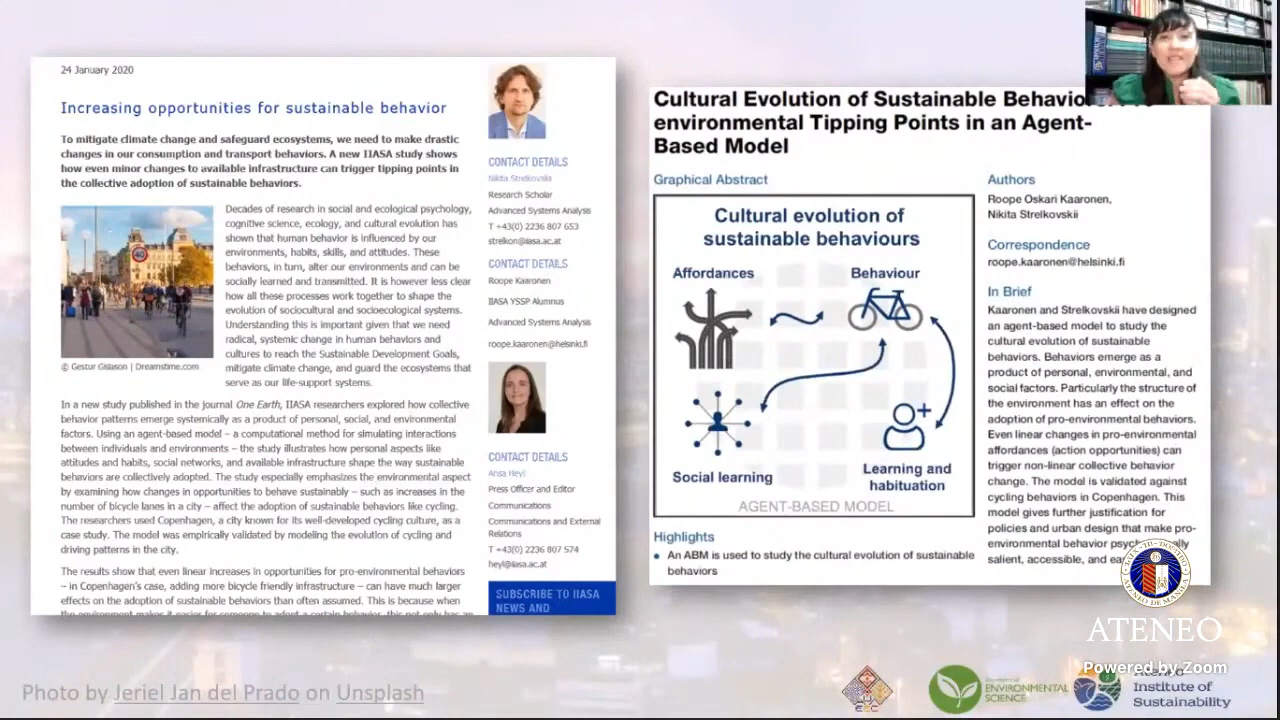 24 January 2020
Increasing opportunities for sustainable behavior
To mitigate climate change and safeguard ecosystems, we need to make drastic
changes in our consumption and transport behaviors. A new IIASA study shows
how even minor changes to available infrastructure can trigger tipping points in
the collective adoption of sustainable behaviors.
Decades of research in social and ecological psychology,
cognitive science, ecology, and cultural evolution has
shown that human behavior is influenced by our
environments, habits, skills, and attitudes. These
behaviors, in turn, alter our environments and can be
socially learned and transmitted. It is however less clear
how all these processes work together to shape the
evolution of sociocultural and socioecological systems.
Understanding this is important given that we need
radical, systemic change in human behaviors and
cultures to reach the Sustainable Development Goals,
mitigate climate change, and guard the ecosystems that
serve as our life-support systems.
40
© Gestur Gislason | Dreamstime.com
In a new study published in the journal One Earth, IIASA researchers explored how collective
behavior patterns emerge systemically as a product of personal, social, and environmental
factors. Using an agent-based model – a computational method for simulating interactions
between individuals and environments – the study illustrates how personal aspects like
attitudes and habits, social networks, and available infrastructure shape the way sustainable
behaviors are collectively adopted. The study especially emphasizes the environmental aspect
by examining how changes in opportunities to behave sustainably – such as increases in the
number of bicycle lanes in a city – affect the adoption of sustainable behaviors like cycling.
The researchers used Copenhagen, a city known for its well-developed cycling culture, as a
case study. The model was empirically validated by modeling the evolution of cycling and
driving patterns in the city.
The results show that even linear increases in opportunities for pro-environmental behaviors
– in Copenhagen's case, adding more bicycle friendly infrastructure – can have much larger
effects on the adoption of sustainable behaviors than often assumed. This is because when
the environment makes it easier for someone to adopt a certain behavior, this not only has an
CONTACT DETAILS
Nikita Strelkovskii
Research Scholar
Advanced Systems Analysis
T +43(0) 2236 807 653
strelkon@iiasa.ac.at
CONTACT DETAILS
Roope Kaaronen
IIASA YSSP Alumnus
Advanced Systems Analysis
roope.kaaronen@helsinki.fi
CONTACT DETAILS
Ansa Heyl
Press Officer and Editor
Communications
Communications and External
Relations
T +43(0) 2236 807 574
heyl@iiasa.ac.at
SUBSCRIBE TO IIASA
NEWS AND
Cultural Evolution of Sustainable Behavio
environmental Tipping Points in an Agent-
Based Model
Graphical Abstract
Cultural evolution of
sustainable behaviours
Affordances
Behaviour
Social learning
Learning and
habituation
AGENT-BASED MODEL
Highlights
• An ABM is used to study the cultural evolution of sustainable
behaviors
Authors
Roope Oskari Kaaronen,
Nikita Strelkovskii
Correspondence
roope.kaaronen@helsinki.fi
In Brief
Kaaronen and Strelkovskii have designed
an agent-based model to study the
cultural evolution of sustainable
behaviors. Behaviors emerge as a
product of personal, environmental, and
social factors. Particularly the structure of
the environment has an effect on the
adoption of pro-environmental behaviors.
Even linear changes in pro-environmental
affordances (action opportunities) can
trigger non-linear collective behavior
change. The model is validated against
cycling behaviors in Copenhagen. This
model gives further justification for
policies and urban design that make pro-
environmental behavior psyc ally
salient, accessible, and ea
ATENEO
Powered by Zoom
Photo by Jeriel Jan del Prado on Unsplash
ESC
ENVIRONMENTAL
SCIENCE
Ateneo
Institute of
Sustainability